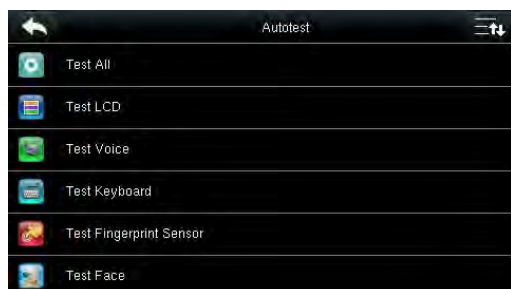 Autotest
Test All
Test LCD
Test Voice
Test Keyboard
Test Fingerprint Sensor
Test Face